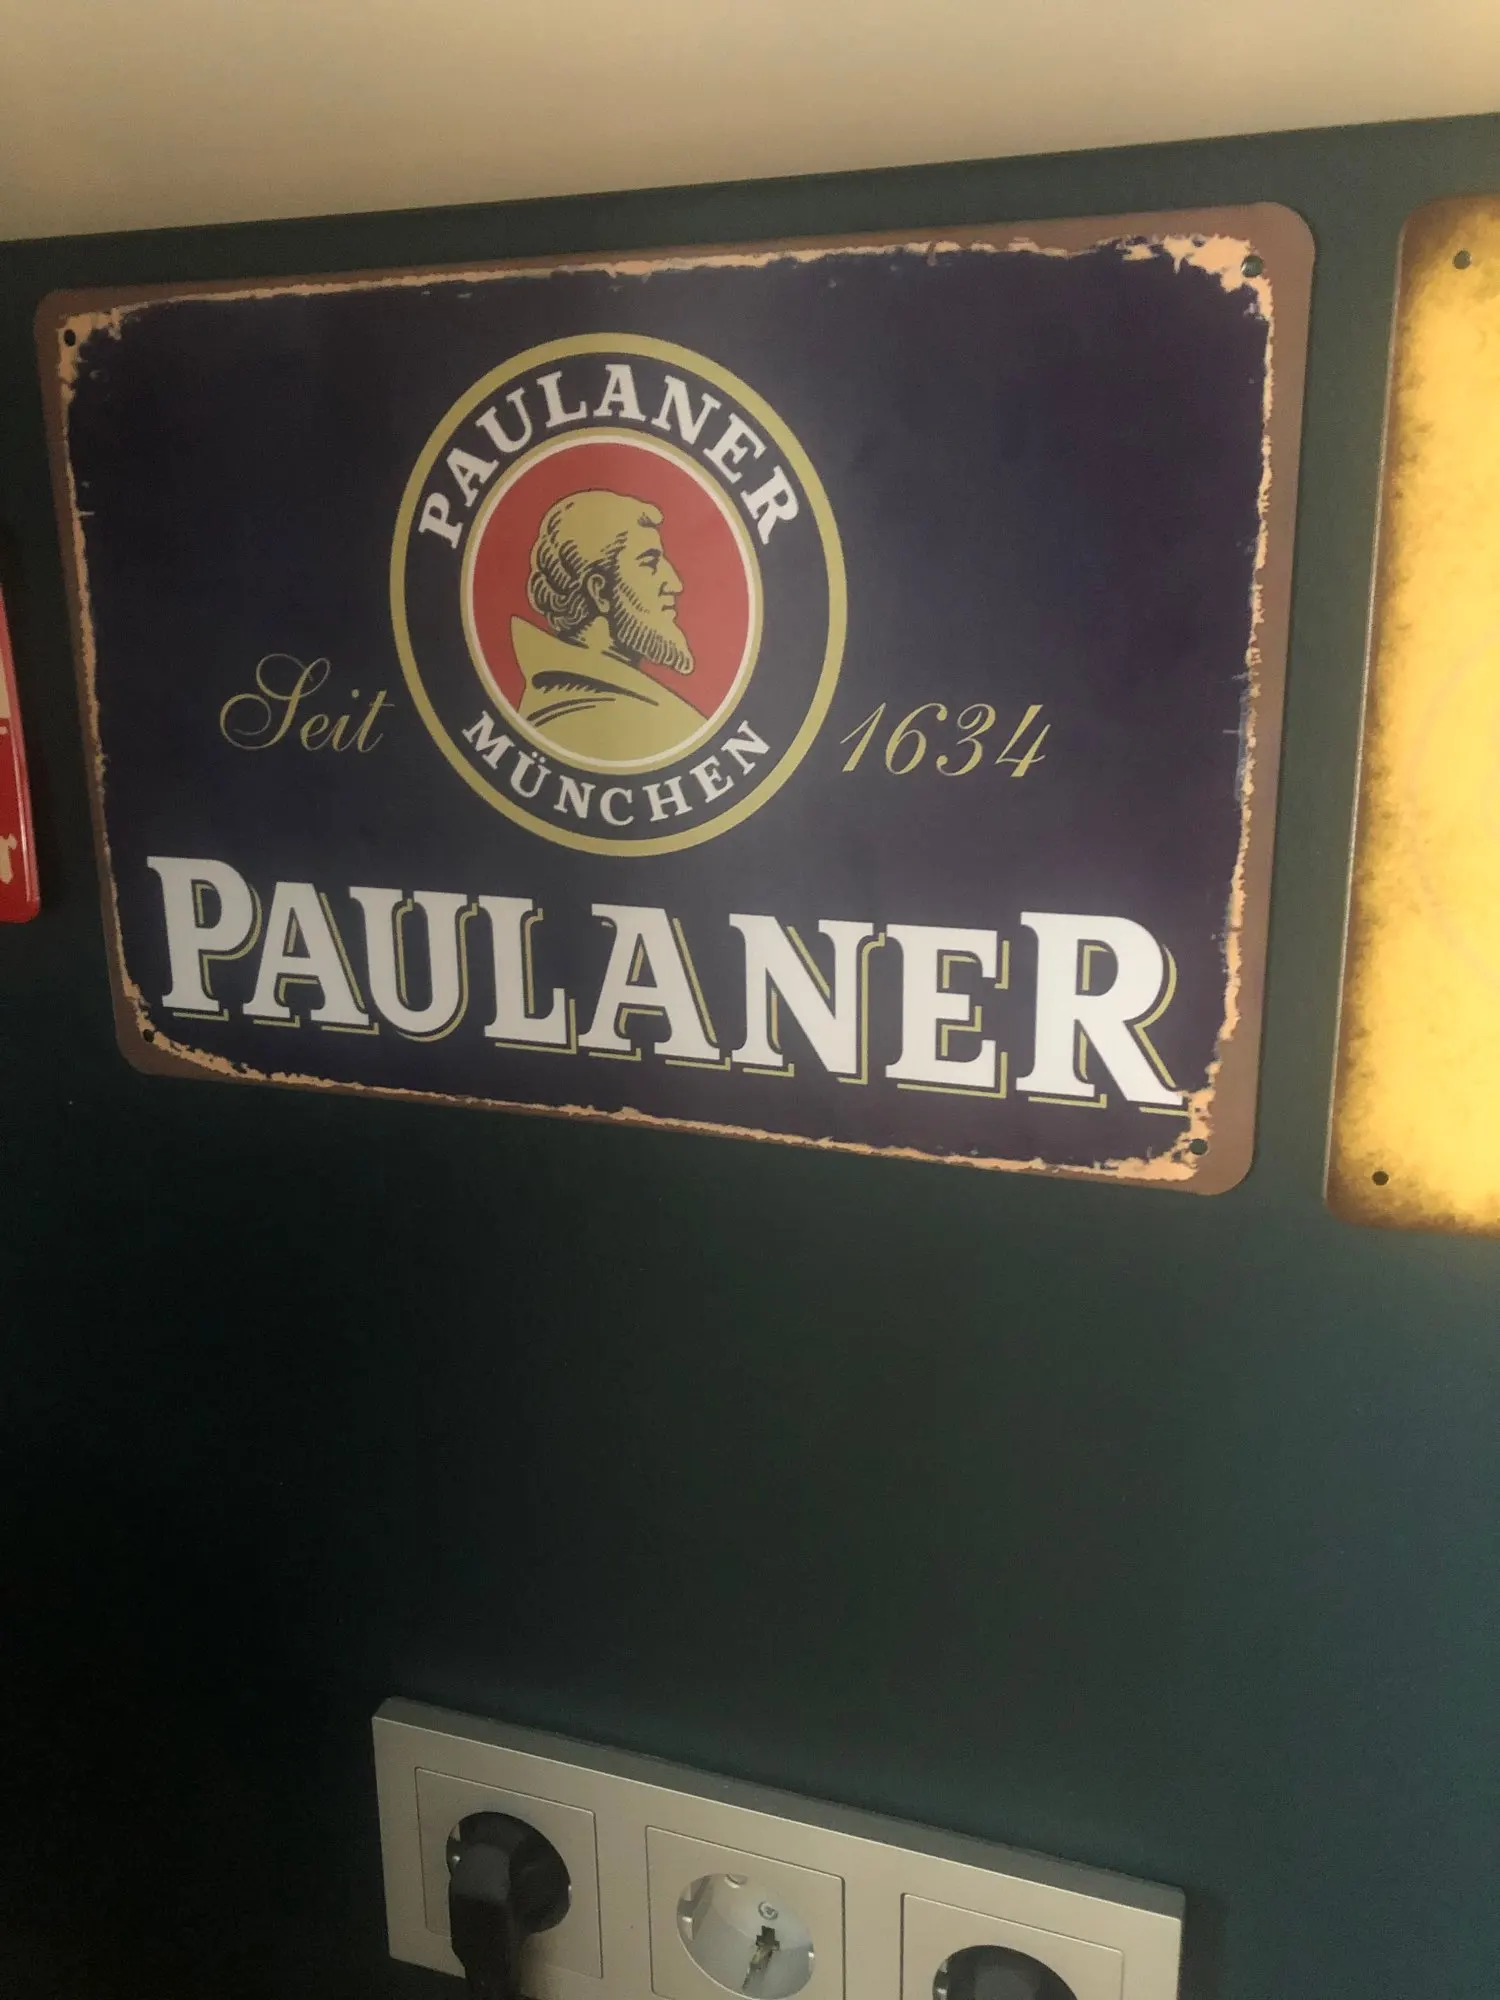 PAULANER
MÜNCHEN
Seit 1634
PAULANER